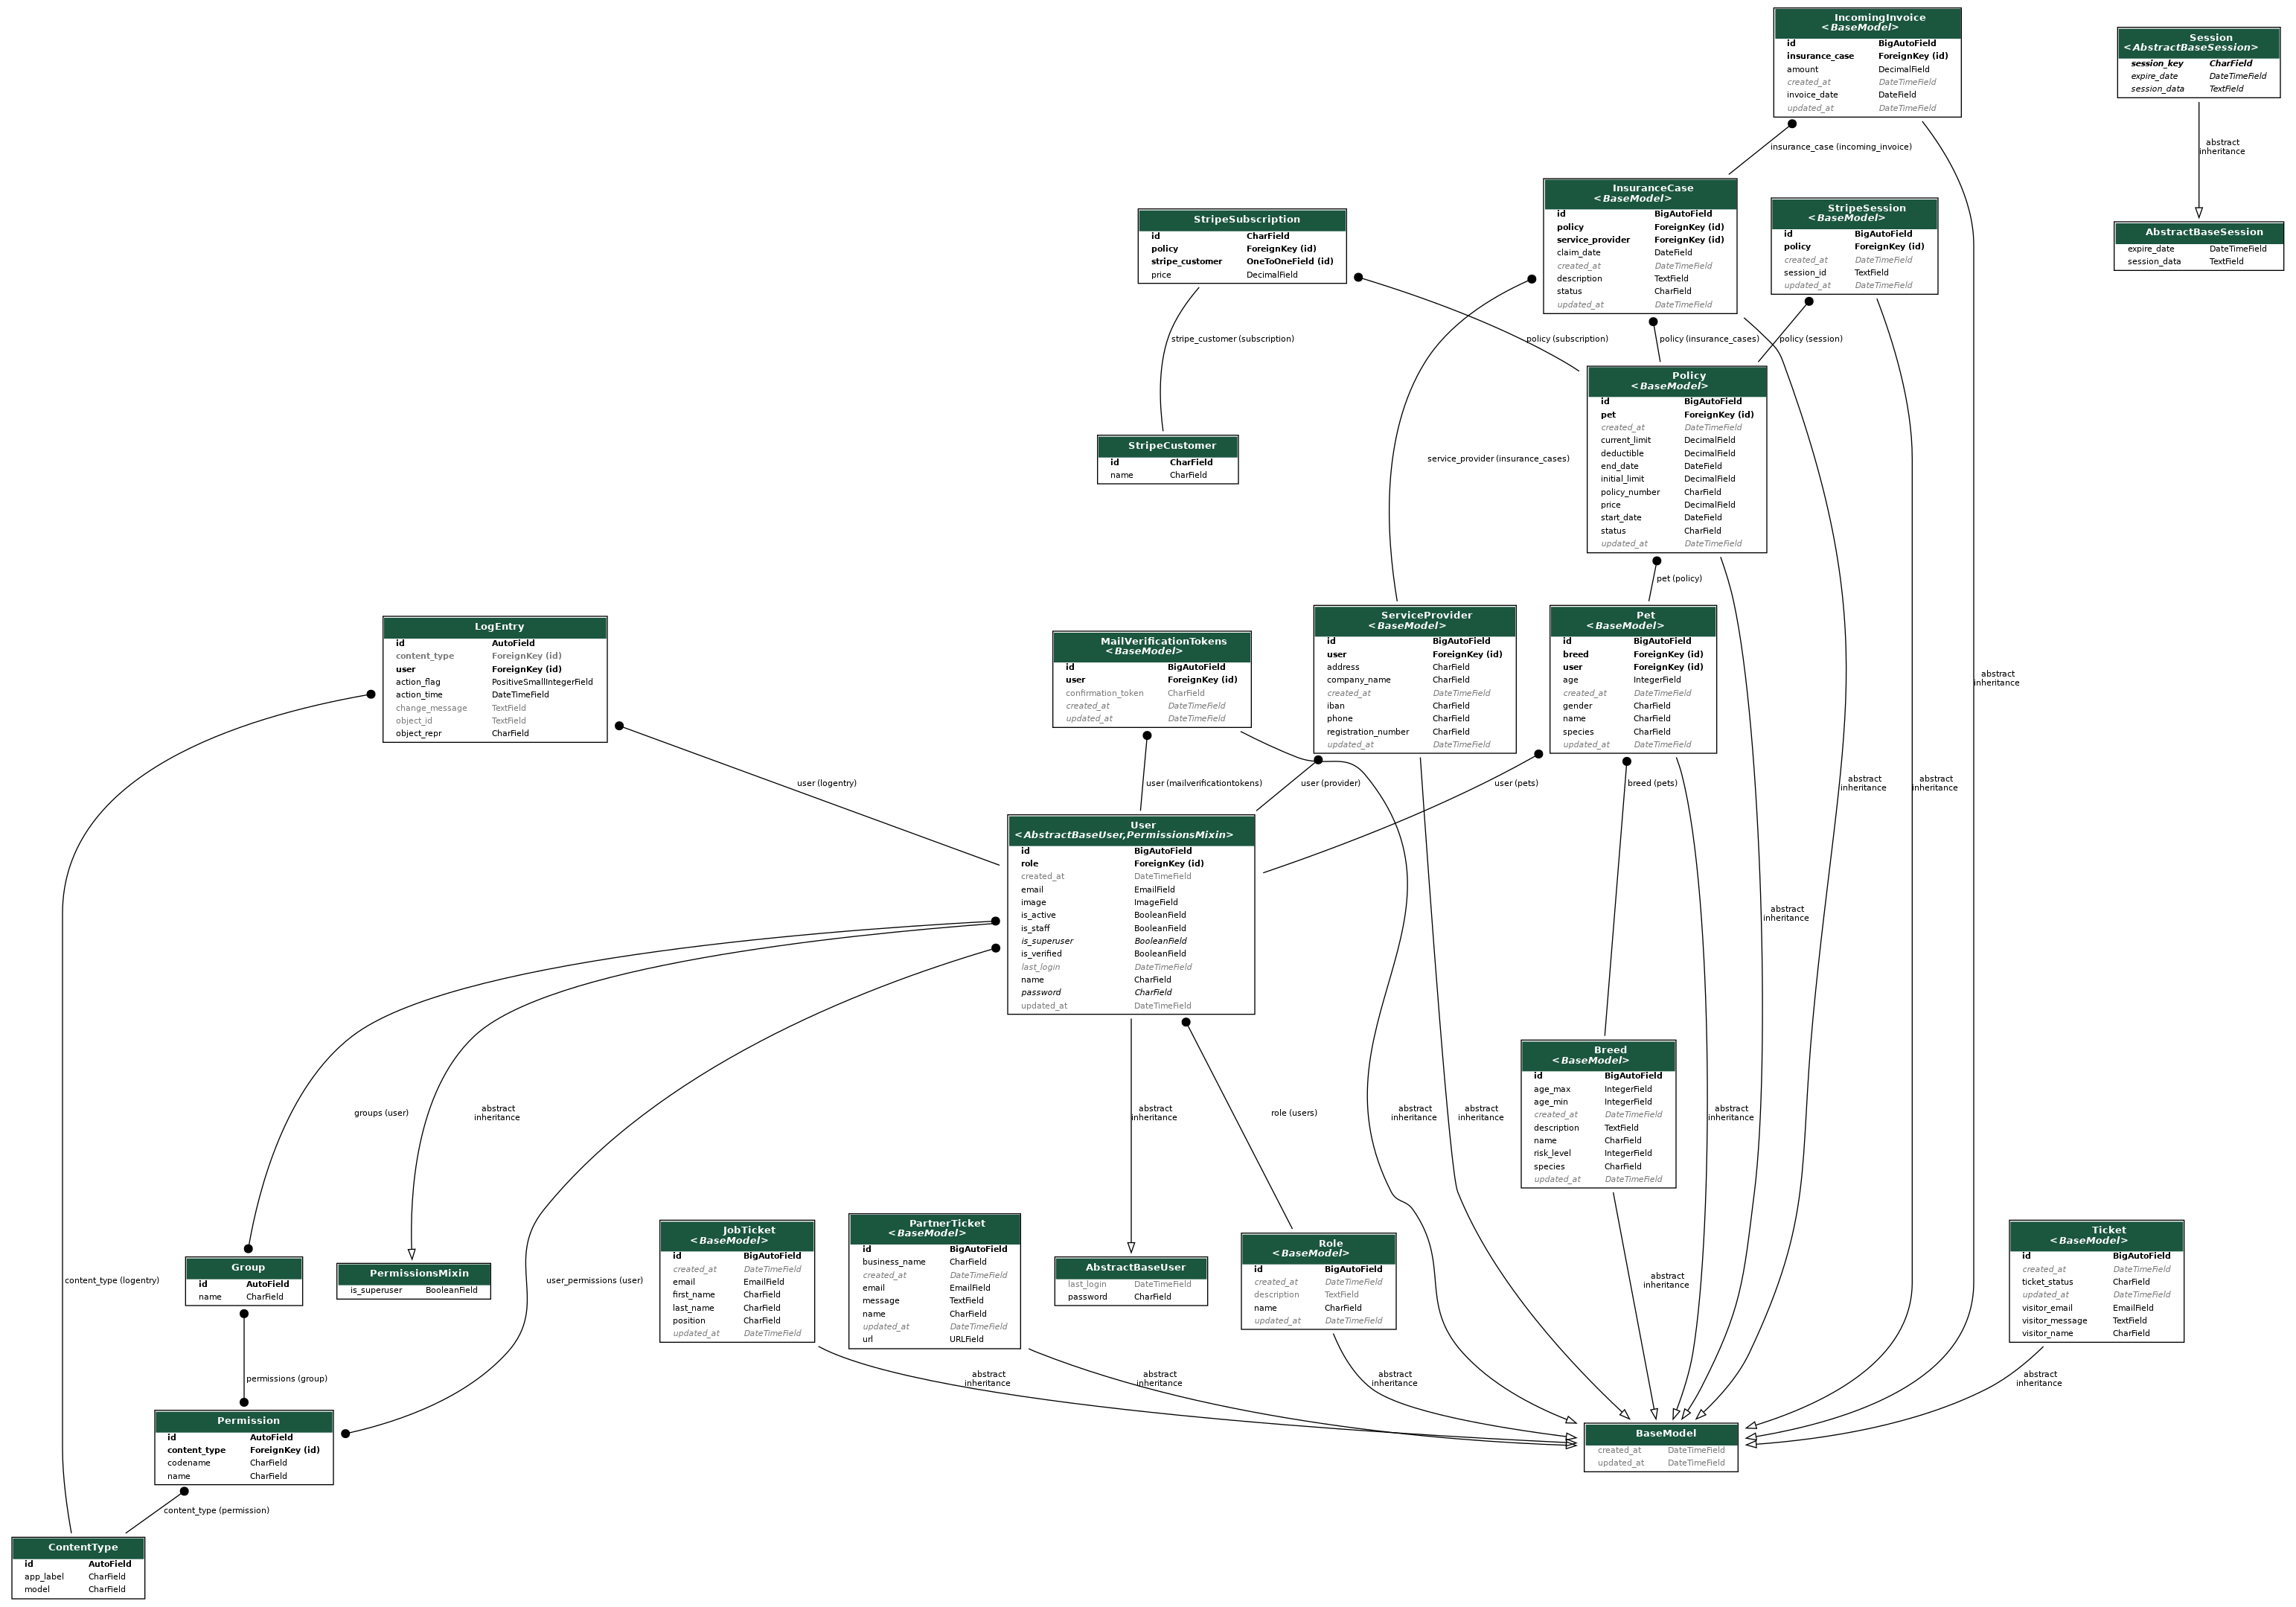 IncomingInvoice
<BaseModel>
id BigAutoField
insurance_case ForeignKey (id)
amount DecimalField
created_at DateTimeField
invoice_date DateField
updated_at DateTimeField
Session
<AbstractBaseSession>
session_key CharField
expire_date DateTimeField
session_data TextField
insurance_case (incoming_invoice)
abstract
inheritance
InsuranceCase
<BaseModel>
id BigAutoField
policy ForeignKey (id)
service_provider ForeignKey (id)
claim_date DateField
created_at DateTimeField
description TextField
status CharField
updated_at DateTimeField
StripeSession
<BaseModel>
id BigAutoField
policy ForeignKey (id)
created_at DateTimeField
session_id TextField
updated_at DateTimeField
StripeSubscription
id CharField
policy ForeignKey (id)
stripe_customer OneToOneField (id)
price DecimalField
AbstractBaseSession
expire_date DateTimeField
session_data TextField
stripe_customer (subscription)
policy (subscription)
policy (insurance_cases)
policy (session)
Policy
<BaseModel>
id BigAutoField
pet ForeignKey (id)
created_at DateTimeField
current_limit DecimalField
deductible DecimalField
end_date DateField
initial_limit DecimalField
policy_number CharField
price DecimalField
start_date DateField
status CharField
updated_at DateTimeField
StripeCustomer
id CharField
name CharField
service_provider (insurance_cases)
pet (policy)
LogEntry
id AutoField
content_type ForeignKey (id)
user ForeignKey (id)
action_flag PositiveSmallIntegerField
action_time DateTimeField
change_message TextField
object_id TextField
object_repr CharField
MailVerificationTokens
<BaseModel>
id BigAutoField
user ForeignKey (id)
confirmation_token CharField
created_at DateTimeField
updated_at DateTimeField
ServiceProvider
<BaseModel>
id BigAutoField
user ForeignKey (id)
address CharField
company_name CharField
created_at DateTimeField
iban CharField
phone CharField
registration_number CharField
updated_at DateTimeField
Pet
<BaseModel>
id BigAutoField
breed ForeignKey (id)
user ForeignKey (id)
age IntegerField
created_at DateTimeField
gender CharField
name CharField
species CharField
updated_at DateTimeField
abstract
inheritance
user (logentry)
user (mailverificationtokens)
user (provider)
user (pets)
breed (pets)
abstract
inheritance
abstract
inheritance
User
<AbstractBaseUser,PermissionsMixin>
id BigAutoField
role ForeignKey (id)
created_at DateTimeField
email EmailField
image ImageField
is_active BooleanField
is_staff BooleanField
is_superuser BooleanField
is_verified BooleanField
last_login DateTimeField
name CharField
password CharField
updated_at DateTimeField
abstract
inheritance
Breed
<BaseModel>
id BigAutoField
age_max IntegerField
age_min IntegerField
created_at DateTimeField
description TextField
name CharField
risk_level IntegerField
species CharField
updated_at DateTimeField
groups (user)
abstract
inheritance
abstract
inheritance
role (users)
abstract
inheritance
abstract
inheritance
abstract
inheritance
content_type (logentry)
Group
id AutoField
name CharField
PermissionsMixin
is_superuser BooleanField
user_permissions (user)
JobTicket
<BaseModel>
id BigAutoField
created_at DateTimeField
email EmailField
first_name CharField
last_name CharField
position CharField
updated_at DateTimeField
PartnerTicket
<BaseModel>
id BigAutoField
business_name CharField
created_at DateTimeField
email EmailField
message TextField
name CharField
updated_at DateTimeField
url URLField
AbstractBaseUser
last_login DateTimeField
password CharField
Role
<BaseModel>
id BigAutoField
created_at DateTimeField
description TextField
name CharField
updated_at DateTimeField
abstract
inheritance
Ticket
<BaseModel>
id BigAutoField
created_at DateTimeField
ticket_status CharField
updated_at DateTimeField
visitor_email EmailField
visitor_message TextField
visitor_name CharField
permissions (group)
abstract
inheritance
abstract
inheritance
abstract
inheritance
abstract
inheritance
Permission
id AutoField
content_type ForeignKey (id)
codename CharField
name CharField
BaseModel
created_at DateTimeField
updated_at DateTimeField
content_type (permission)
ContentType
id AutoField
app_label CharField
model CharField